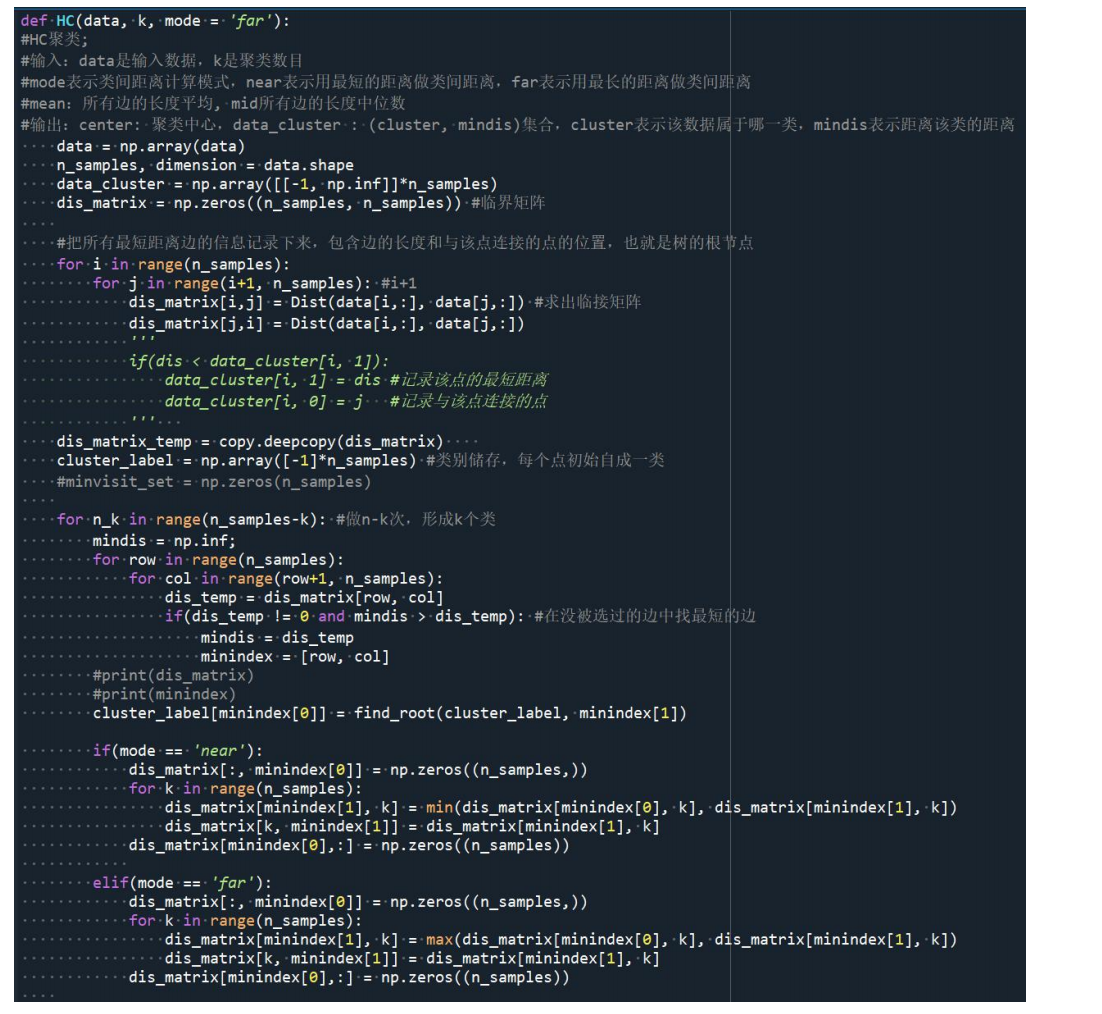 def HC(data, k, mode = 'far'):
#HC聚类;
#输入: data是输入数据, k是聚类数目
#mode表示类间距离计算模式, near表示用最短的距离做类间距离, far表示用最长的距离做类间距离
#mean: 所有边的长度平均, mid所有边的长度中位数
#输出: center: 聚类中心, data_cluster : (cluster, mindis)集合, cluster表示该数据属于哪一类, mindis表示距离该类的距离
    data = np.array(data)
    n_samples, dimension = data.shape
    data_cluster = np.array([[-1, np.inf]]*n_samples)
    dis_matrix = np.zeros((n_samples, n_samples)) #临界矩阵
    #把所有最短距离边的信息记录下来, 包含边的长度和与该点连接的点的位置, 也就是树的根节点
    for i in range(n_samples):
        for j in range(i+1, n_samples): #i+1
            dis_matrix[i,j] = Dist(data[i,:], data[j,:]) #求出临接矩阵
            dis_matrix[j,i] = Dist(data[i,:], data[j,:])
            '''
            if(dis < data_cluster[i, 1]):
                data_cluster[i, 1] = dis #记录该点的最短距离
                data_cluster[i, 0] = j   #记录与该点连接的点
            '''
    dis_matrix_temp = copy.deepcopy(dis_matrix)
    cluster_label = np.array([-1]*n_samples) #类别储存, 每个点初始自成一类
    #minvisit_set = np.zeros(n_samples)
    for n_k in range(n_samples-k): #做n-k次, 形成k个类
        mindis = np.inf;
        for row in range(n_samples):
            for col in range(row+1, n_samples):
                dis_temp = dis_matrix[row, col]
                if(dis_temp != 0 and mindis > dis_temp): #在没被选过的边中找最短的边
                    mindis = dis_temp
                    minindex = [row, col]
        #print(dis_matrix)
        #print(minindex)
        cluster_label[minindex[0]] = find_root(cluster_label, minindex[1])
        if(mode == 'near'):
            dis_matrix[:, minindex[0]] = np.zeros((n_samples,))
            for k in range(n_samples):
                dis_matrix[minindex[1], k] = min(dis_matrix[minindex[0], k], dis_matrix[minindex[1], k])
                dis_matrix[k, minindex[1]] = dis_matrix[minindex[1], k]
            dis_matrix[minindex[0],:] = np.zeros((n_samples))
        elif(mode == 'far'):
            dis_matrix[:, minindex[0]] = np.zeros((n_samples,))
            for k in range(n_samples):
                dis_matrix[minindex[1], k] = max(dis_matrix[minindex[0], k], dis_matrix[minindex[1], k])
                dis_matrix[k, minindex[1]] = dis_matrix[minindex[1], k]
            dis_matrix[minindex[0],:] = np.zeros((n_samples))